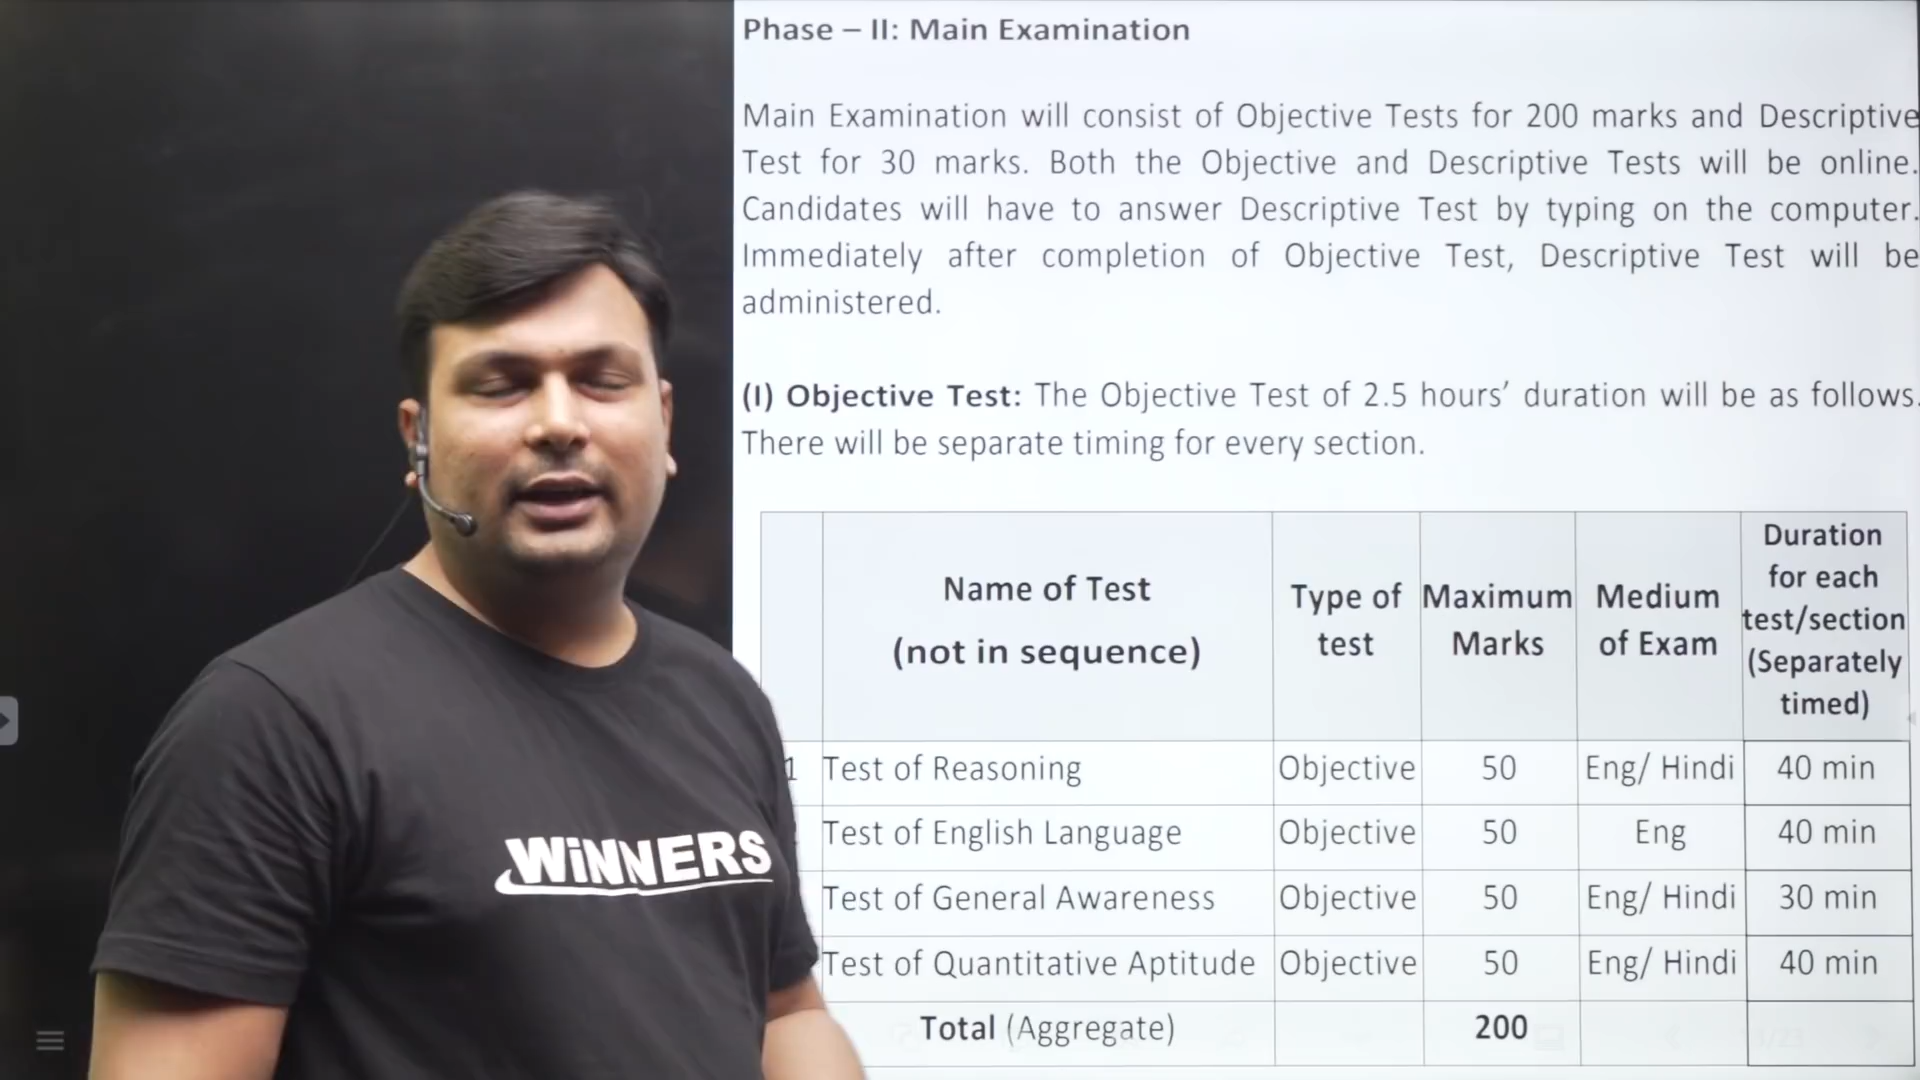 Phase – II: Main Examination
Main Examination will consist of Objective Tests for 200 marks and Descriptive
Test for 30 marks. Both the Objective and Descriptive Tests will be online.
Candidates will have to answer Descriptive Test by typing on the computer.
Immediately after completion of Objective Test, Descriptive Test will be
administered.
(I) Objective Test: The Objective Test of 2.5 hours’ duration will be as follows.
There will be separate timing for every section.
Name of Test (not in sequence) Type of test Maximum Marks Medium of Exam Duration for each test/section (Separately timed)
1 Test of Reasoning Objective 50 Eng/ Hindi 40 min
Test of English Language Objective 50 Eng 40 min
Test of General Awareness Objective 50 Eng/ Hindi 30 min
Test of Quantitative Aptitude Objective 50 Eng/ Hindi 40 min
Total (Aggregate) 200
WiNNERS